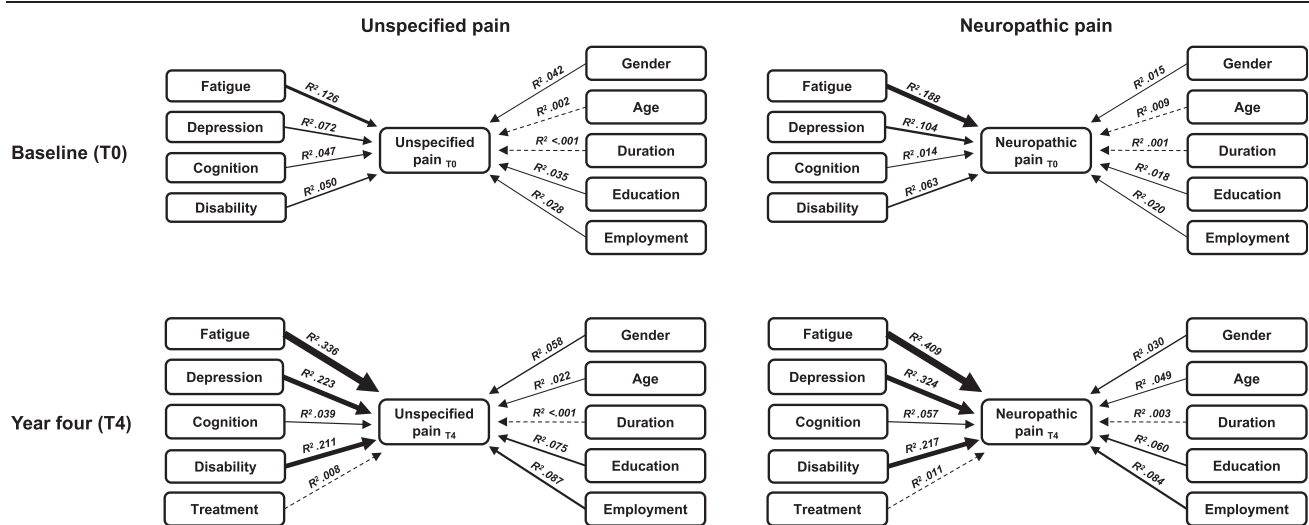 Unspecified pain
Neuropathic pain
Baseline (T0)
Fatigue
Depression
Cognition
Disability
R² .126
R² .072
R² .047
R² .050
Unspecified
pain T0
R² .042
R² .002
R² <.001
R² .035
R² .028
Gender
Age
Duration
Education
Employment
Fatigue
Depression
Cognition
Disability
R² .188
R² .104
R² .014
R² .063
Neuropathic
pain T0
R² .015
R² .009
R² .001
R² .018
R² .020
Gender
Age
Duration
Education
Employment
Year four (T4)
Fatigue
Depression
Cognition
Disability
Treatment
R² .336
R² .223
R² .039
R² .211
R² .008
Unspecified
pain T4
R² .058
R² .022
R² <.001
R² .075
R² .087
Gender
Age
Duration
Education
Employment
Fatigue
Depression
Cognition
Disability
Treatment
R² .409
R² .324
R² .057
R² .217
R² .011
Neuropathic
pain T4
R² .030
R² .049
R² .003
R² .060
R² .084
Gender
Age
Duration
Education
Employment